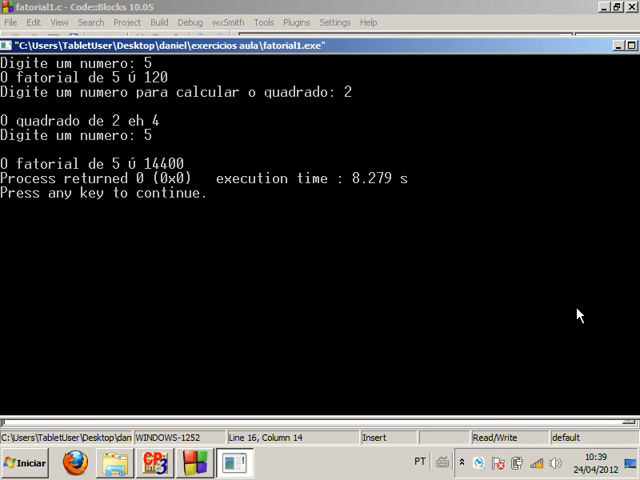 fatorial1.c - Code::Blocks 10.05
File Edit View Search Project Build Debug wxSmith Tools Plugins Settings Help
"C:\Users\TabletUser\Desktop\daniel\exercicios aula\fatorial1.exe"
Digite um numero: 5
O fatorial de 5 ú 120
Digite um numero para calcular o quadrado: 2
O quadrado de 2 eh 4
Digite um numero: 5
O fatorial de 5 ú 14400
Process returned 0 (0x0) execution time : 8.279 s
Press any key to continue.
C:\Users\TabletUser\Desktop\dan WINDOWS-1252 Line 16, Column 14 Insert Read/Write default
Iniciar CP3 PT 10:39
24/04/2012